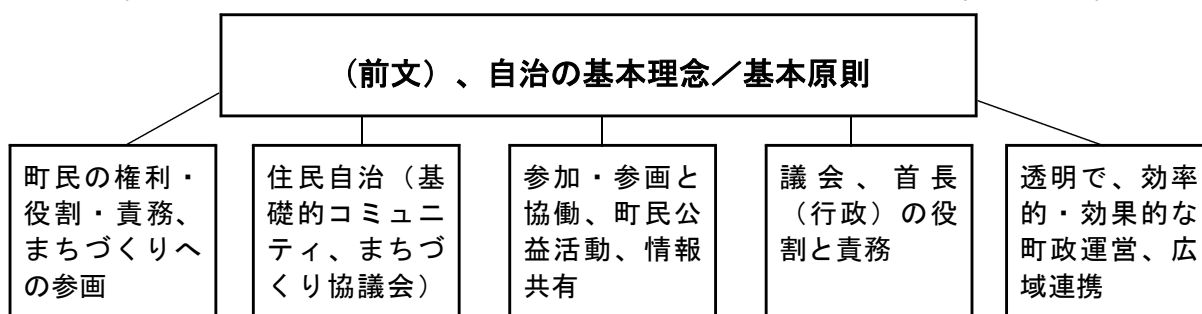 （前文）、自治の基本理念／基本原則
町民の権利・
役割・責務、
まちづくりへ
の参画
住民自治（基
礎的コミュニ
ティ、まちづ
くり協議会）
参加・参画と
協働、町民公
益活動、情報
共有
議会、首長
（行政）の役
割と責務
透明で、効率
的・効果的な
町政運営、広
域連携